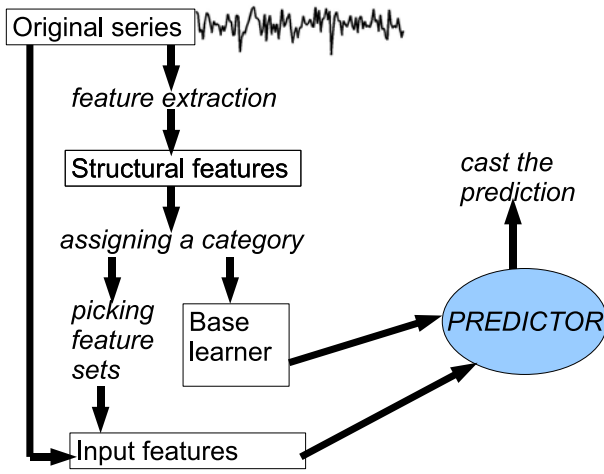 Original series
feature extraction
Structural features
cast the
prediction
assigning a category
picking
feature
sets
Base
learner
PREDICTOR
Input features